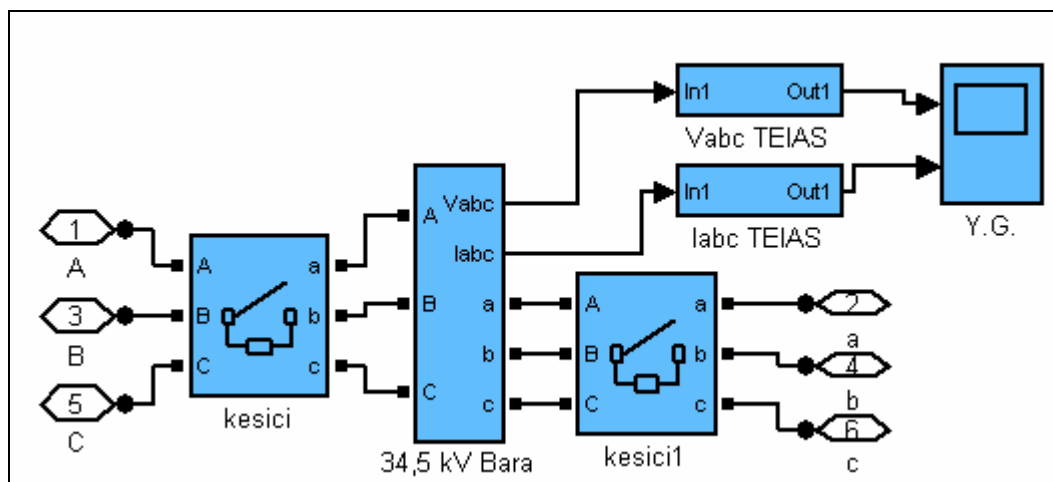 In1 Out1
Vabc TEIAS
In1 Out1
Iabc TEIAS
Y.G.
1
A
3
B
5
C
A a
B b
C c
kesici
A Vabc
Iabc
B a
b
C c
34,5 kV Bara
A a
B b
C c
kesici1
2
a
4
b
6
c